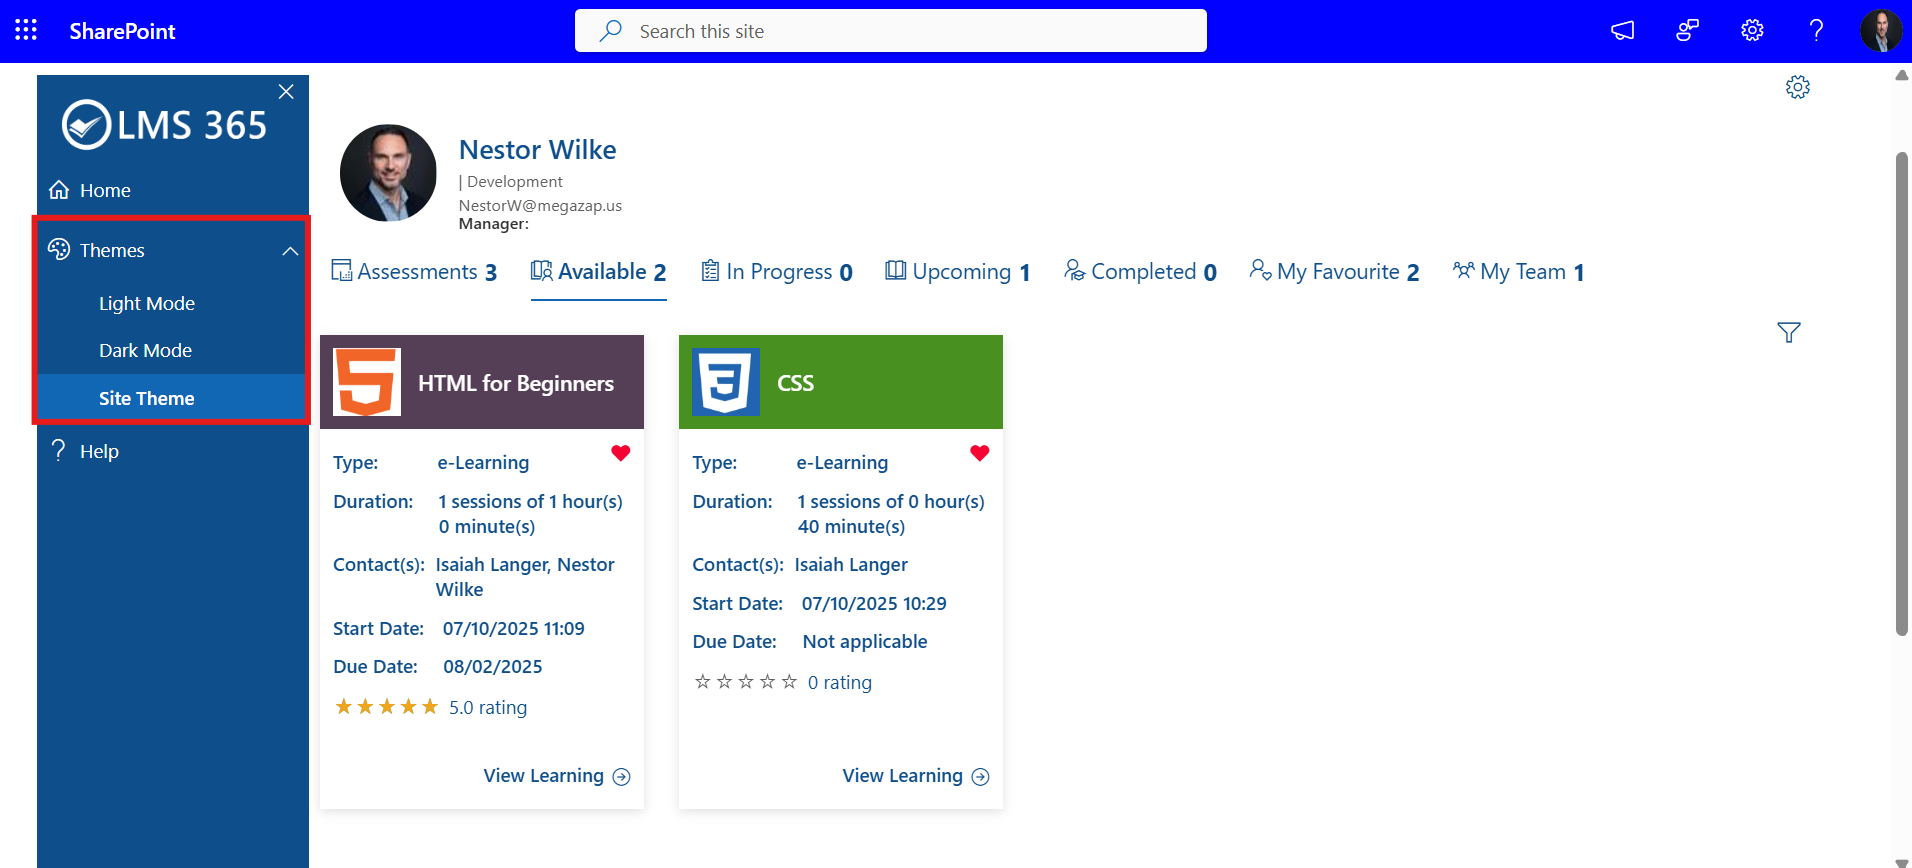 SharePoint
Search this site
LMS 365
Home
Themes
Light Mode
Dark Mode
Site Theme
Help
Nestor Wilke
| Development
NestorW@megazap.us
Manager:
Assessments 3
Available 2
In Progress 0
Upcoming 1
Completed 0
My Favourite 2
My Team 1
HTML for Beginners
Type: e-Learning
Duration: 1 sessions of 1 hour(s)
0 minute(s)
Contact(s): Isaiah Langer, Nestor
Wilke
Start Date: 07/10/2025 11:09
Due Date: 08/02/2025
5.0 rating
View Learning
CSS
Type: e-Learning
Duration: 1 sessions of 0 hour(s)
40 minute(s)
Contact(s): Isaiah Langer
Start Date: 07/10/2025 10:29
Due Date: Not applicable
0 rating
View Learning